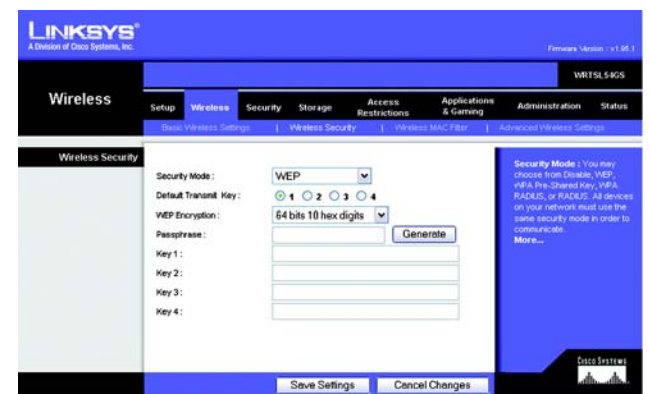 LINKSYS®
A Division of Cisco Systems, Inc.
Firmware Version : v1.95.1
WRTSL54GS
Wireless
Setup Wireless Security Storage Access Restrictions Applications & Gaming Administration Status
Basic Wireless Settings | Wireless Security | Wireless MAC Filter | Advanced Wireless Settings
Wireless Security
Security Mode : WEP
Default Transmit Key : 1 2 3 4
WEP Encryption : 64 bits 10 hex digits
Passphrase : Generate
Key 1 :
Key 2 :
Key 3 :
Key 4 :
Security Mode : You may
choose from Disable, WEP,
WPA Pre-Shared Key, WPA
RADIUS, or RADIUS. All devices
on your network must use the
same security mode in order to
communicate.
More...
CISCO SYSTEMS
Save Settings Cancel Changes